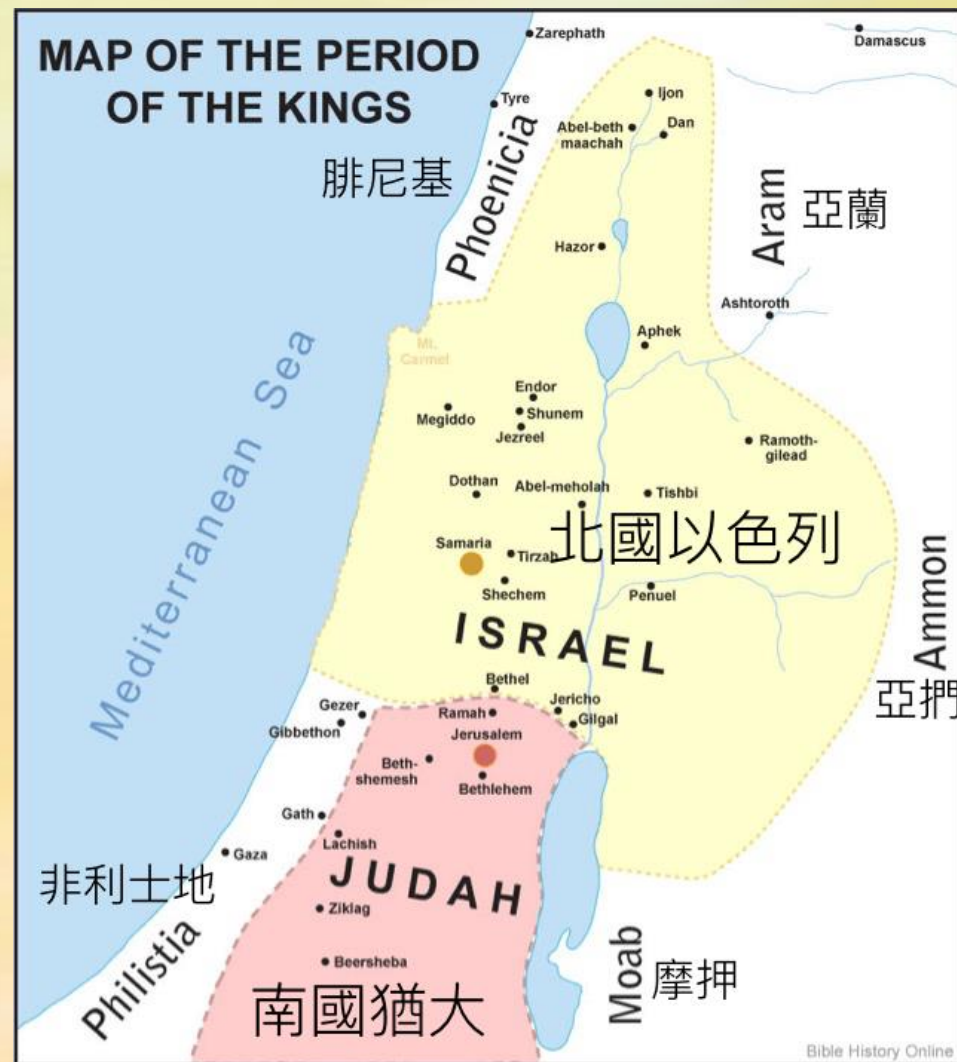 MAP OF THE PERIOD
OF THE KINGS
Zarephath
Damascus
Tyre
Ijon
Abel-beth
maachah
Dan
腓尼基
Phoenicia
Aram
亞蘭
Hazor
Ashtoroth
Aphek
Mt.
Carmel
Mediterranean Sea
Endor
Shunem
Megiddo
Jezreel
Ramoth-
gilead
Dothan
Abel-meholah
Tishbi
北國以色列
Samaria
Tirzah
Shechem
Penuel
Ammon
亞捫
ISRAEL
Bethel
Gezer
Ramah
Jericho
Gibbethon
Gilgal
Jerusalem
Beth-
shemesh
Bethlehem
Gath
Lachish
Gaza
JUDAH
非利士地
Ziklag
Philistia
Beersheba
Moab
摩押
南國猶大
Bible History Online